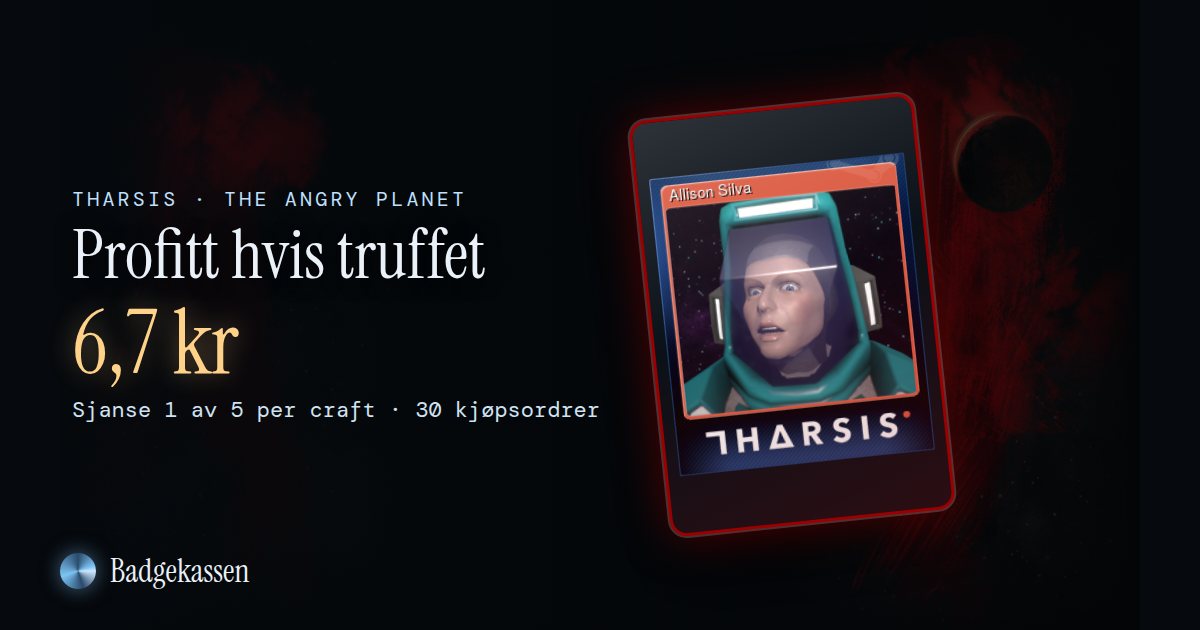 THARSIS · THE ANGRY PLANET
Profitt hvis truffet
6,7 kr
Sjanse 1 av 5 per craft · 30 kjøpsordrer
Allison Silva
THARSIS
Badgekassen